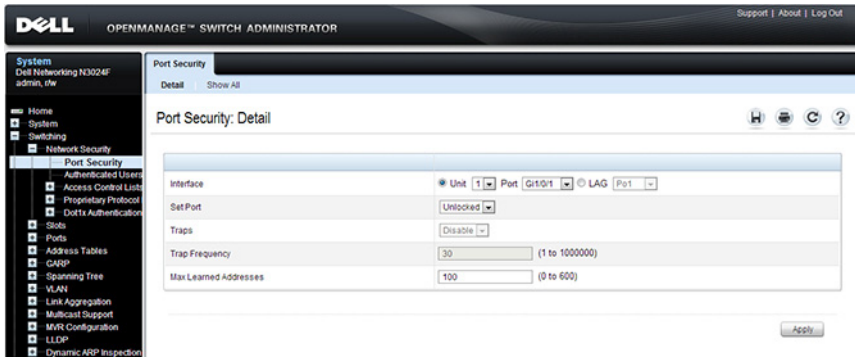 DELL OPENMANAGE™ SWITCH ADMINISTRATOR
Support | About | Log Out
System
Dell Networking N3024F
admin, r/w
Home
System
Switching
Network Security
Port Security
Authenticated Users
Access Control Lists
Proprietary Protocol
Dot1x Authentication
Slots
Ports
Address Tables
GARP
Spanning Tree
VLAN
Link Aggregation
Multicast Support
MVR Configuration
LLDP
Dynamic ARP Inspection
Port Security
Detail Show All
Port Security: Detail
?
Interface Unit 1 Port Gi1/0/1 LAG Po1
Set Port Unlocked
Traps Disable
Trap Frequency 30 (1 to 1000000)
Max Learned Addresses 100 (0 to 600)
Apply